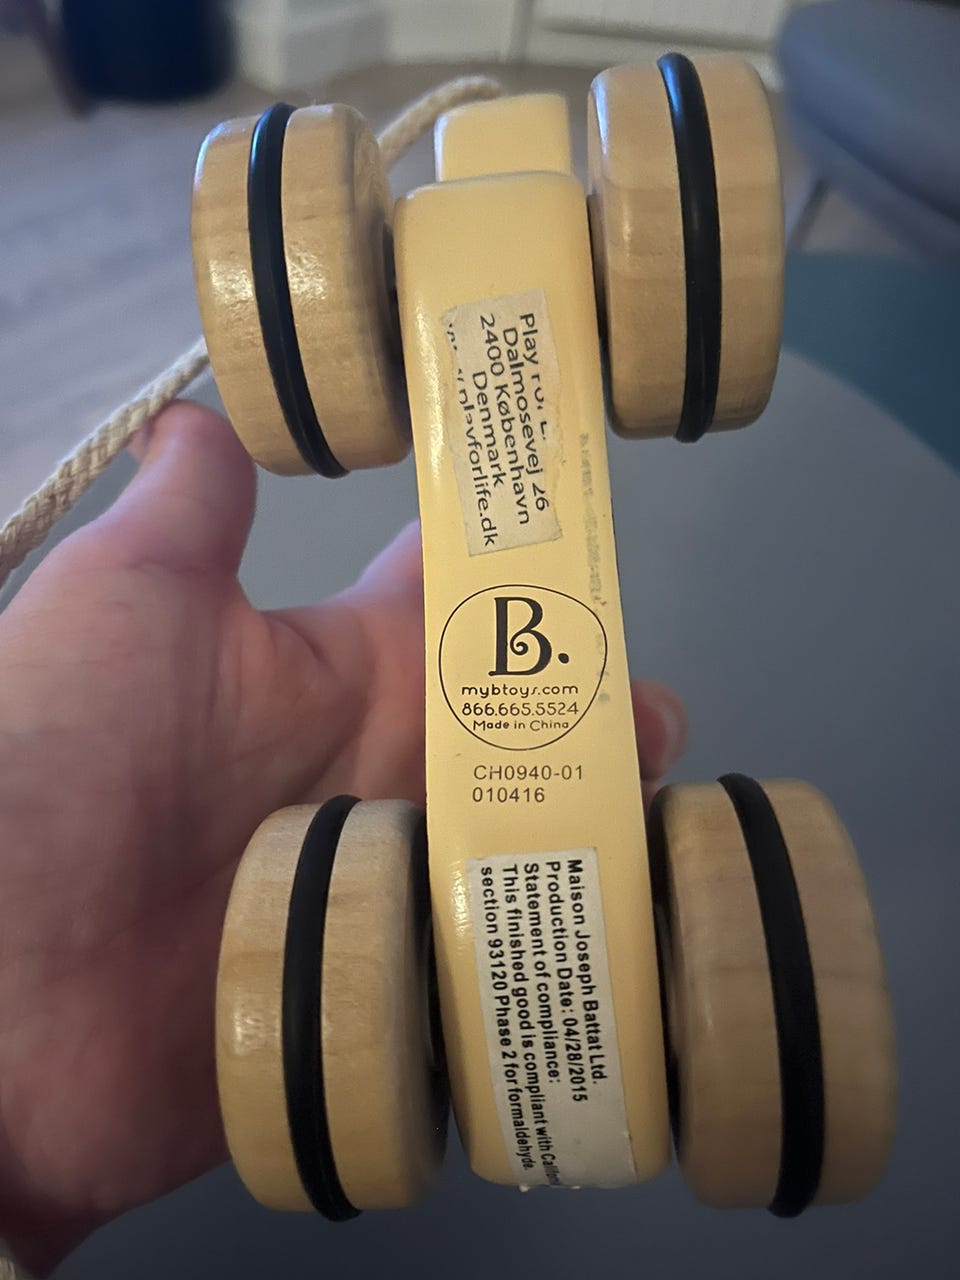 Play
Dalmosevej 26
2400 København
Denmark
playforlife.dk
B.
mybtoys.com
866.665.5524
Made in China
CH0940-01
010416
Maison Joseph Battat Ltd.
Production Date: 04/28/2015
Statement of compliance:
This finished good is compliant with
section 93120 Phase 2 for formaldehyde.